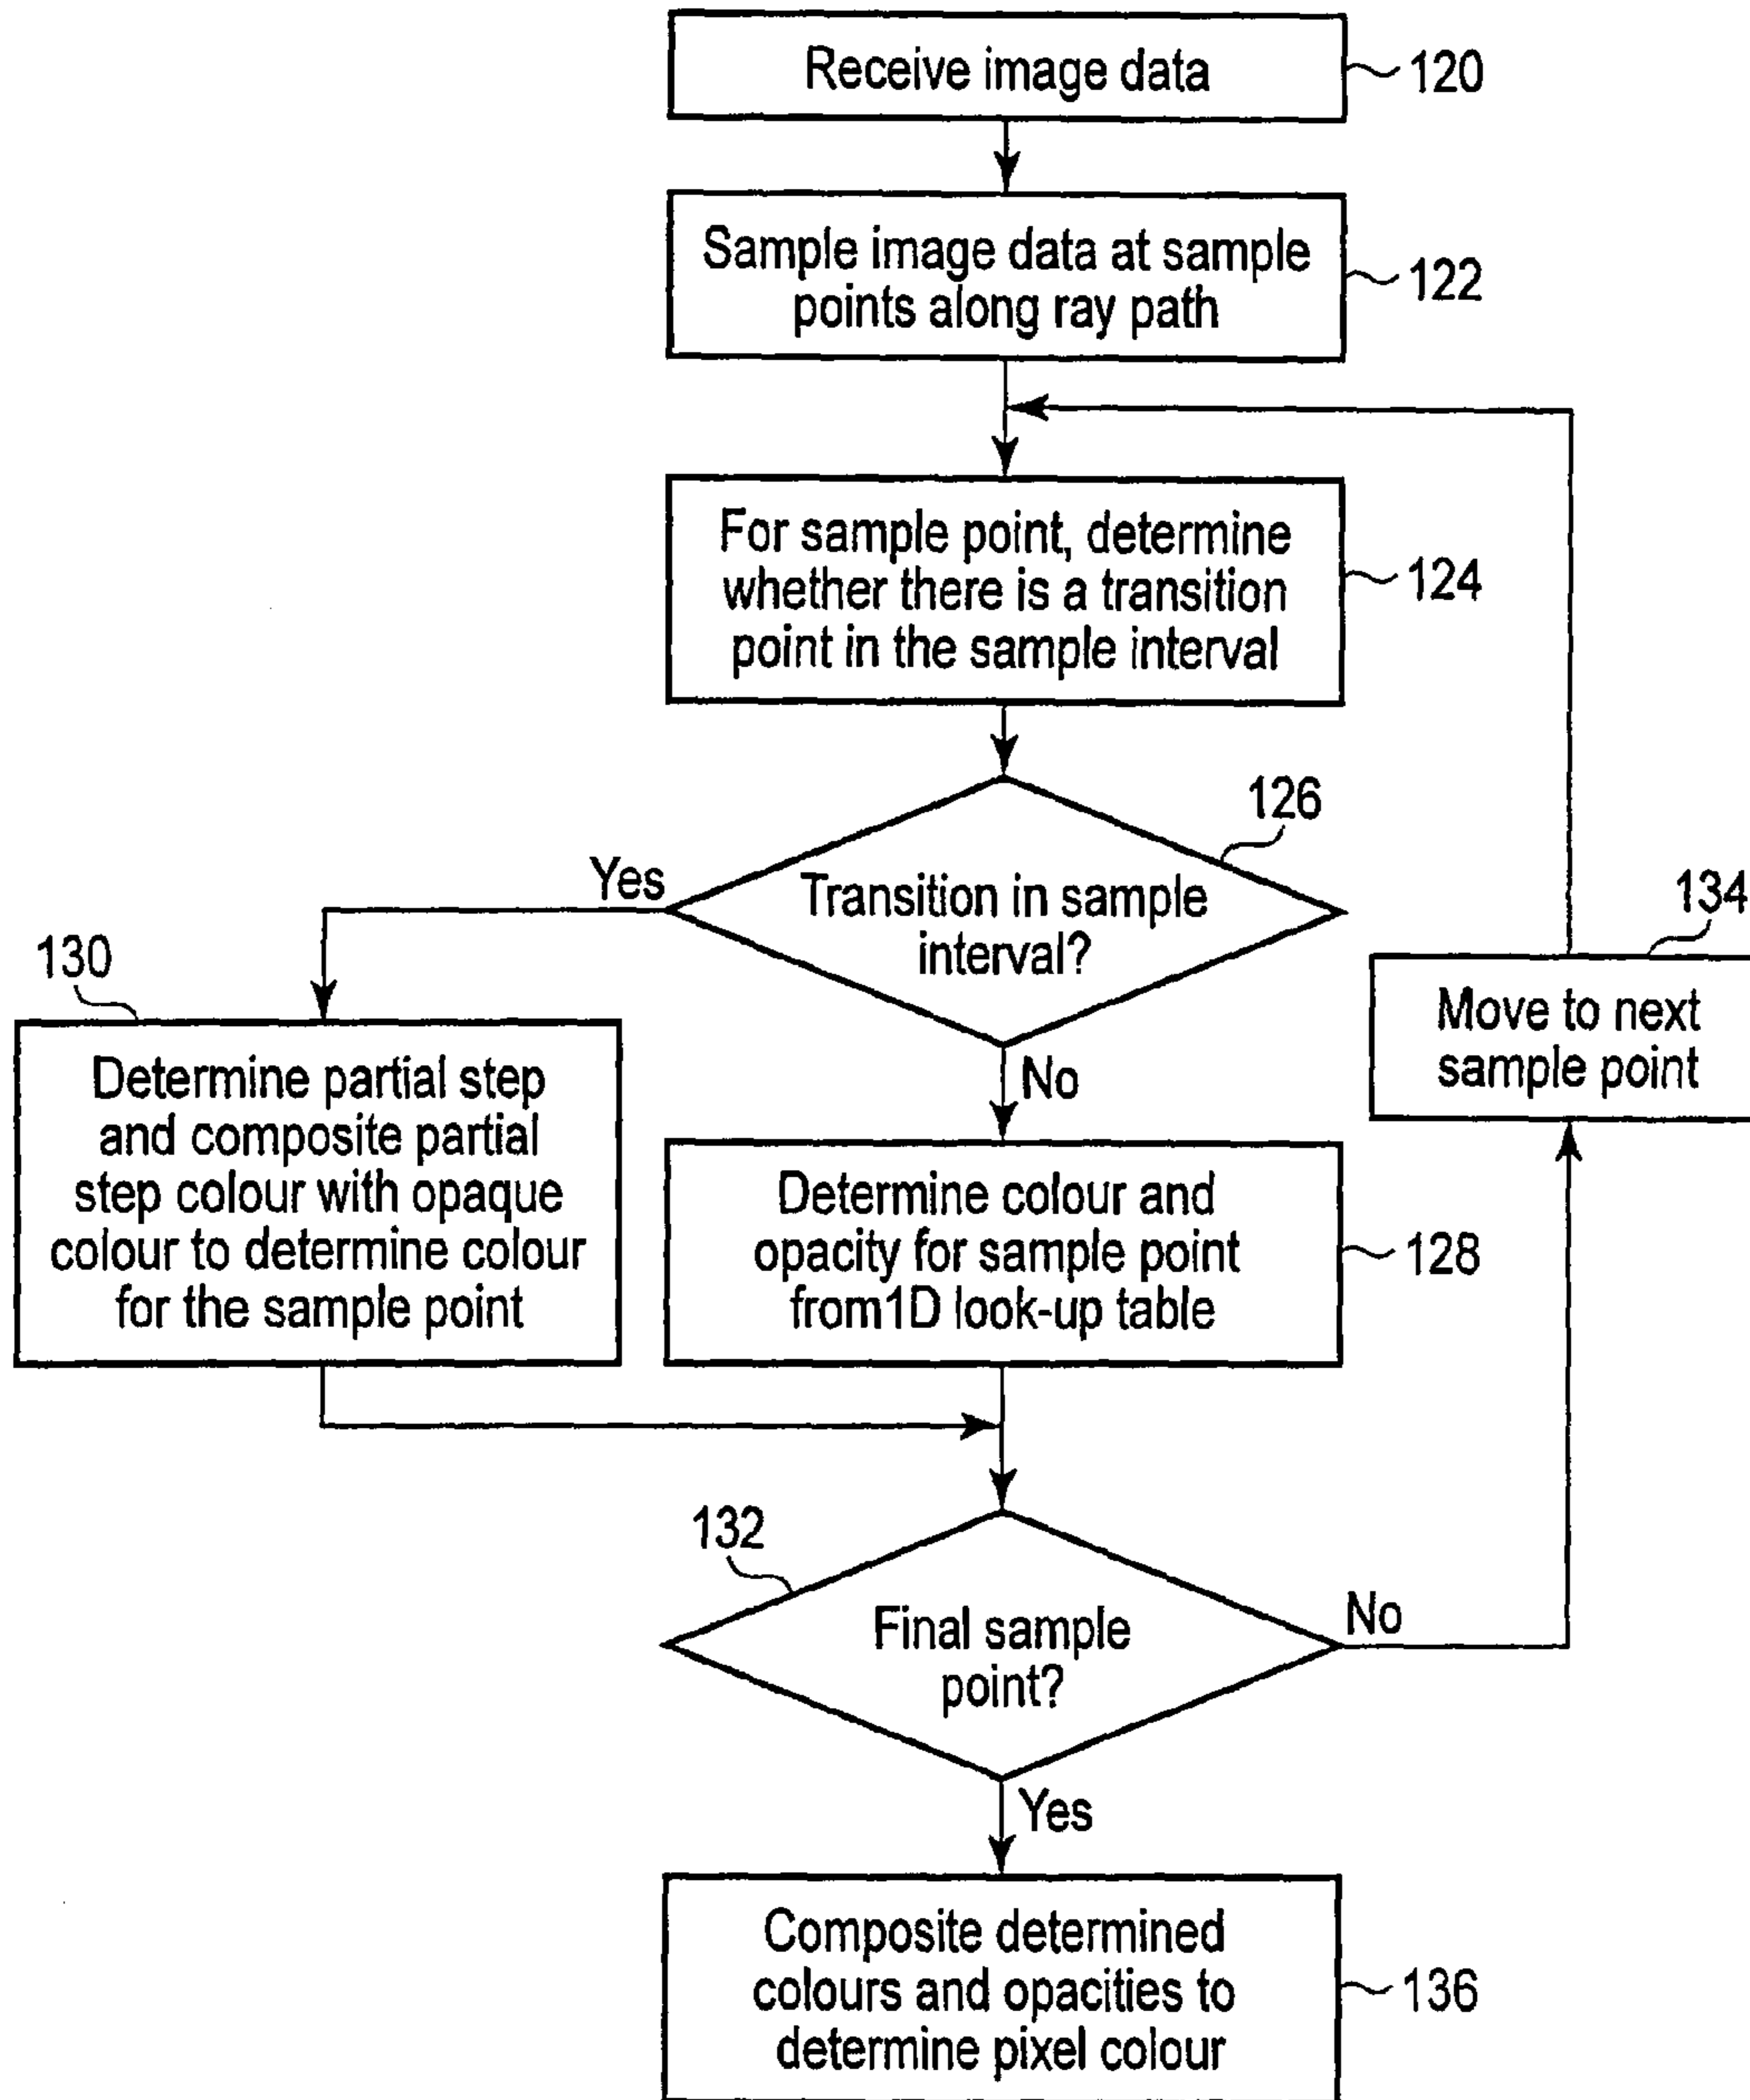 Receive image data
120
Sample image data at sample
points along ray path
122
For sample point, determine
whether there is a transition
point in the sample interval
124
126
Transition in sample
interval?
Yes
No
134
Move to next
sample point
130
Determine partial step
and composite partial
step colour with opaque
colour to determine colour
for the sample point
Determine colour and
opacity for sample point
from1D look-up table
128
132
Final sample
point?
No
Yes
Composite determined
colours and opacities to
determine pixel colour
136